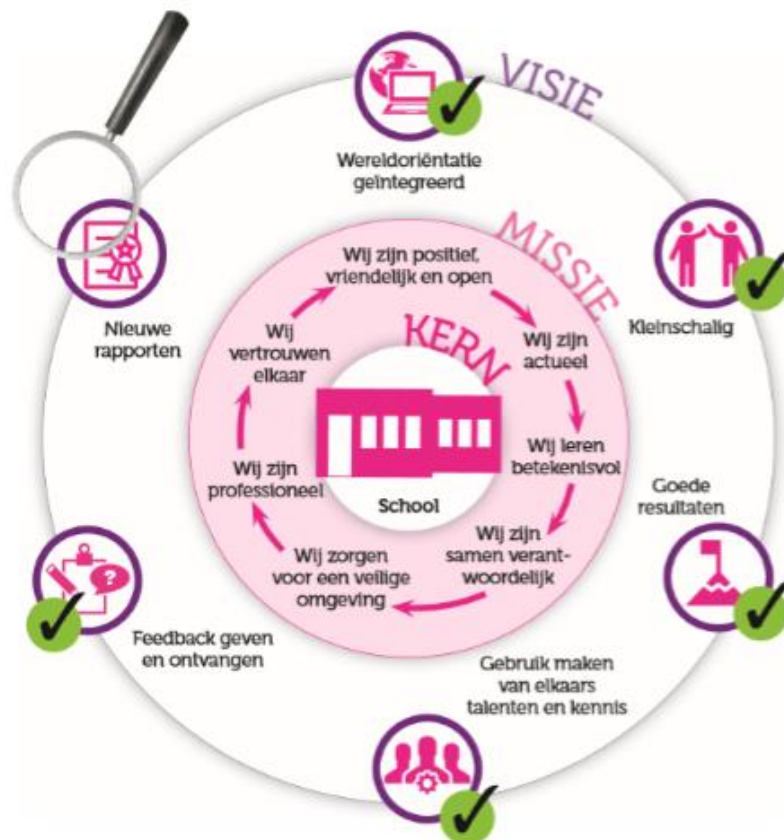 VISIE
Wereldoriëntatie
geïntegreerd
MISSIE
Wij zijn positief,
vriendelijk en open
Kleinschalig
Nieuwe
rapporten
KERN
Wij
vertrouwen
elkaar
Wij zijn
actueel
Wij leren
betekenisvol
Wij zijn
professioneel
School
Goede
resultaten
Wij zijn
samen verant-
woordelijk
Wij zorgen
voor een veilige
omgeving
Feedback geven
en ontvangen
?
Gebruik maken
van elkaars
talenten en kennis